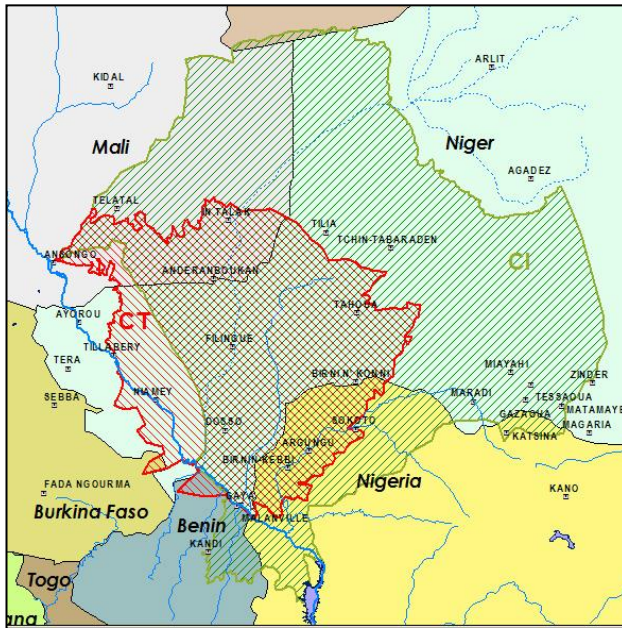 ARLIT
KIDAL
Mali
Niger
AGADEZ
TELATAL
IN TALAK
TILIA
TCHIN-TABARADEN
CI
ANSONGO
ANDERANBOUKAN
TAHOUA
AYOROU
CT
TILLABERY
FILINGUE
TERA
MIAYAHI
BIRNIN' KONNI
ZINDER
SEBBA
NIAMEY
MARADI
TESSAOUA
MATAMAYE
DOSSO
SOKOTO
GAZAOUA
MAGARIA
KATSINA
ARGUNGU
BIRNIN-KEBBI
FADA NGOURMA
Nigeria
KANO
GAYA
Burkina Faso
MALANVILLE
Benin
KANDI
Togo
ana